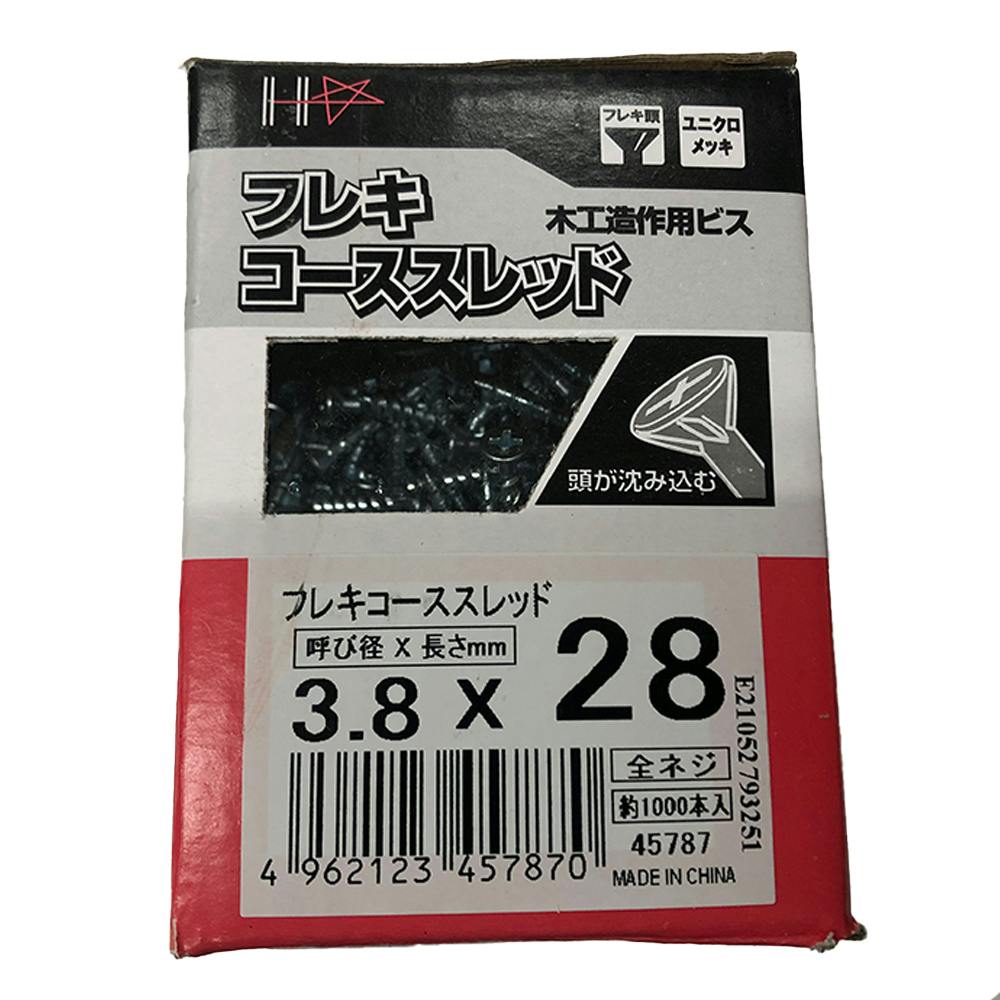 H
フレキ頭
ユニクロ
メッキ
フレキ
コーススレッド
木工造作用ビス
頭が沈み込む
フレキコーススレッド
呼び径 X 長さmm
3.8 x 28
全ネジ
約1000本入
45787
MADE IN CHINA
4 962123 457870
E21052793251